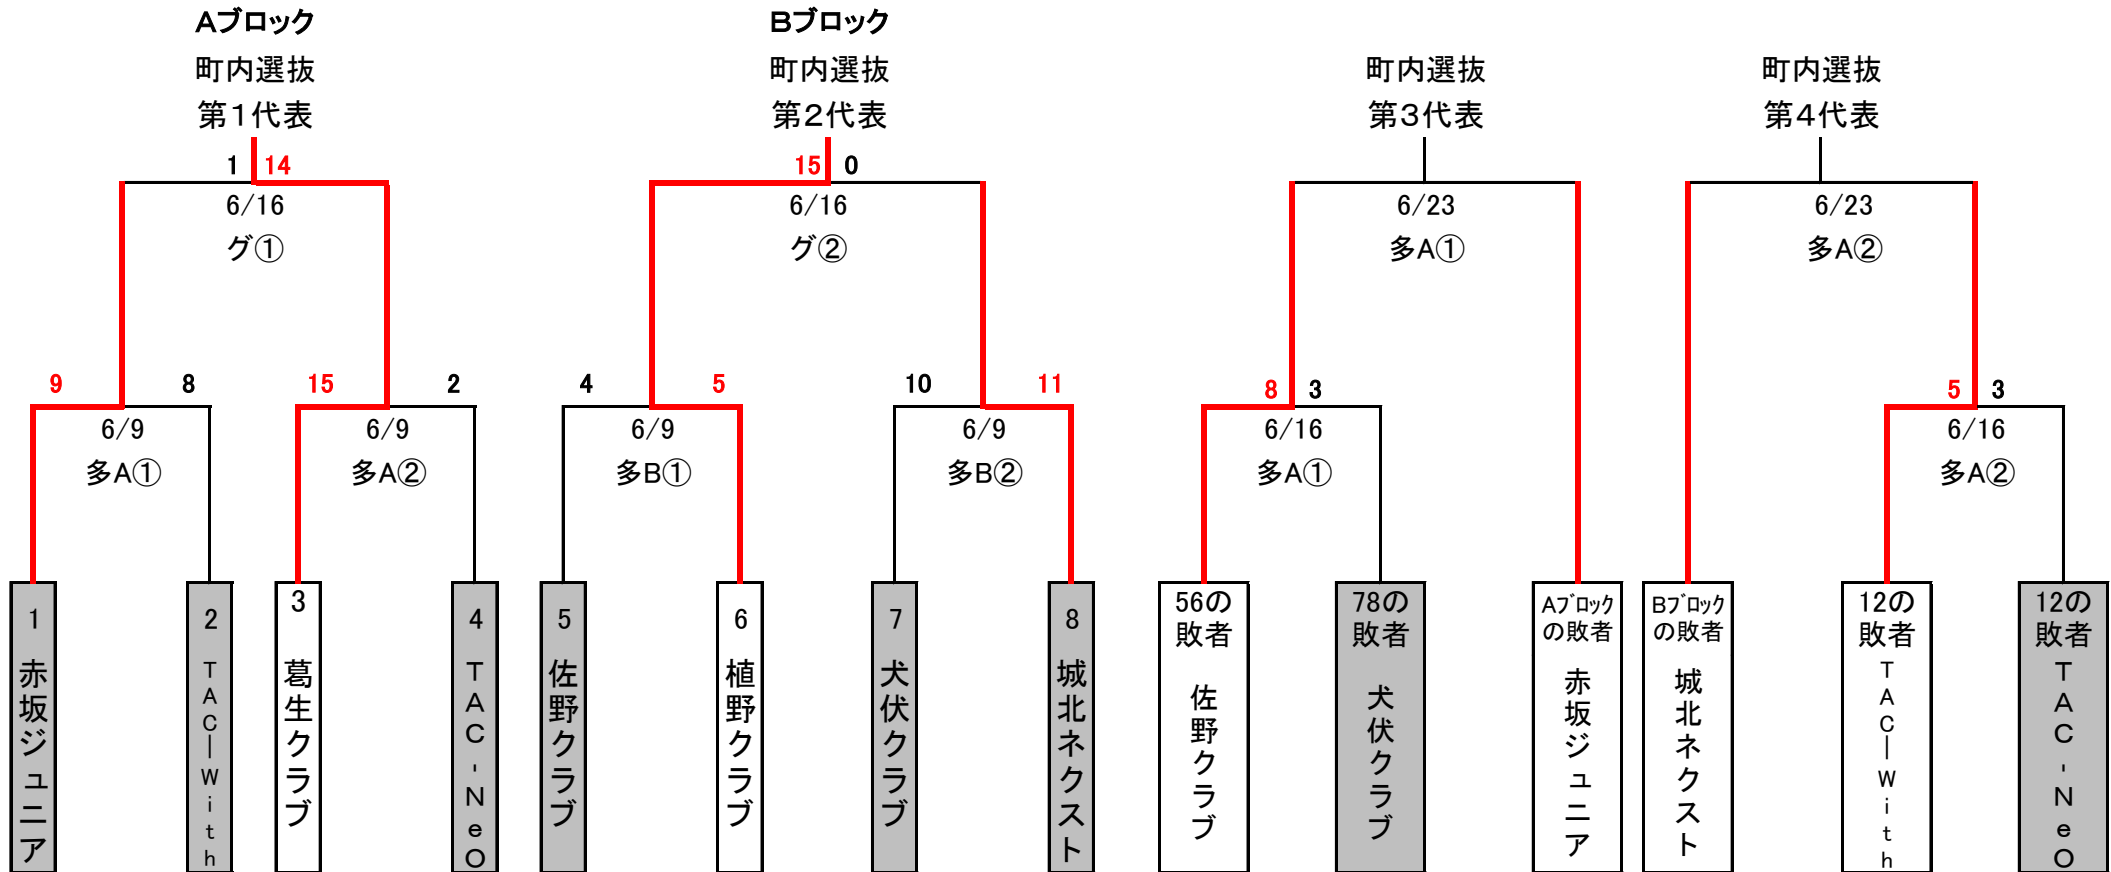 Aブロック
Bブロック
町内選抜
第1代表
町内選抜
第2代表
町内選抜
第3代表
町内選抜
第4代表
1 14
15 0
6/16
グ①
6/16
グ②
6/23
多A①
6/23
多A②
9 8
15 2
4 5
10 11
8 3
5 3
6/9
多A①
6/9
多A②
6/9
多B①
6/9
多B②
6/16
多A①
6/16
多A②
1
赤坂ジュニア
2
TAC―With
3
葛生クラブ
4
TAC-NeO
5
佐野クラブ
6
植野クラブ
7
犬伏クラブ
8
城北ネクスト
56の
敗者
佐野クラブ
78の
敗者
犬伏クラブ
Aブロック
の敗者
赤坂ジュニア
Bブロック
の敗者
城北ネクスト
12の
敗者
TAC―With
12の
敗者
TAC-NeO